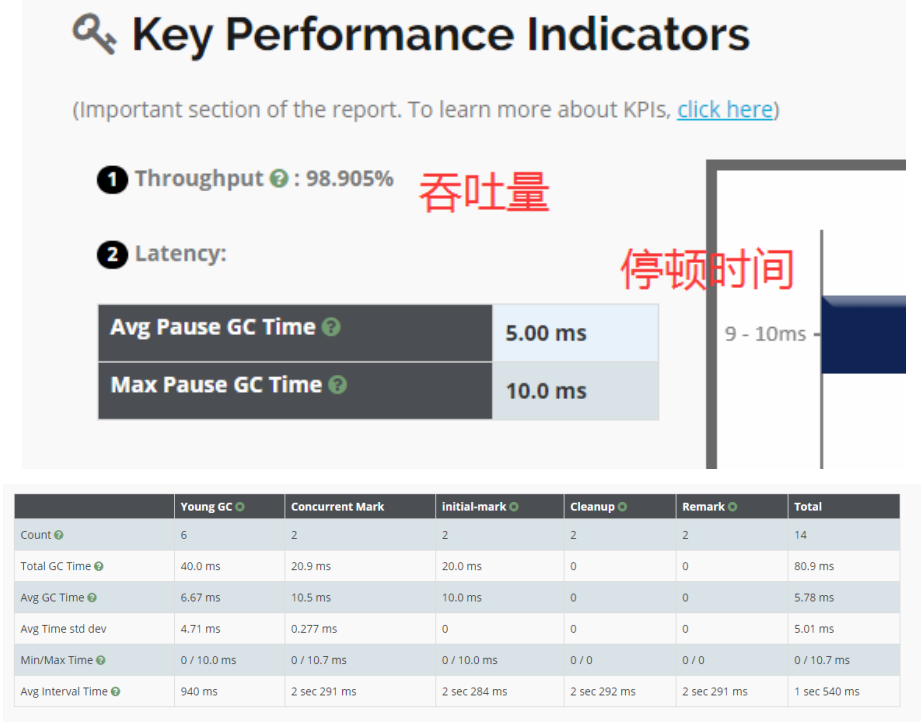 Key Performance Indicators
(Important section of the report. To learn more about KPIs, click here)
1 Throughput ? : 98.905% 吞吐量
2 Latency: 停顿时间
Avg Pause GC Time ? 5.00 ms
Max Pause GC Time ? 10.0 ms
9 - 10ms
Young GC Concurrent Mark initial-mark Cleanup Remark Total
Count ? 6 2 2 2 2 14
Total GC Time ? 40.0 ms 20.9 ms 20.0 ms 0 0 80.9 ms
Avg GC Time ? 6.67 ms 10.5 ms 10.0 ms 0 0 5.78 ms
Avg Time std dev 4.71 ms 0.277 ms 0 0 0 5.01 ms
Min/Max Time ? 0 / 10.0 ms 0 / 10.7 ms 0 / 10.0 ms 0 / 0 0 / 0 0 / 10.7 ms
Avg Interval Time ? 940 ms 2 sec 291 ms 2 sec 284 ms 2 sec 292 ms 2 sec 291 ms 1 sec 540 ms